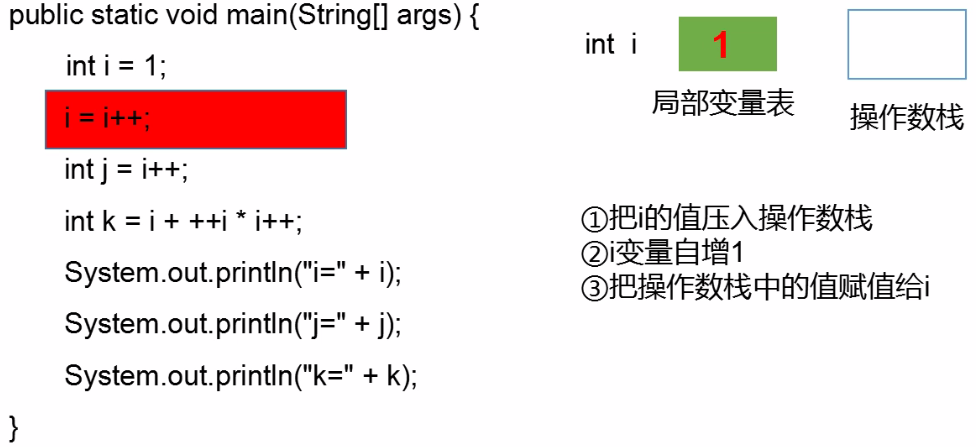 public static void main(String[] args) {
int i = 1;
i = i++;
int j = i++;
int k = i + ++i * i++;
System.out.println("i=" + i);
System.out.println("j=" + j);
System.out.println("k=" + k);
}
int i
1
局部变量表
操作数栈
①把i的值压入操作数栈
②i变量自增1
③把操作数栈中的值赋值给i